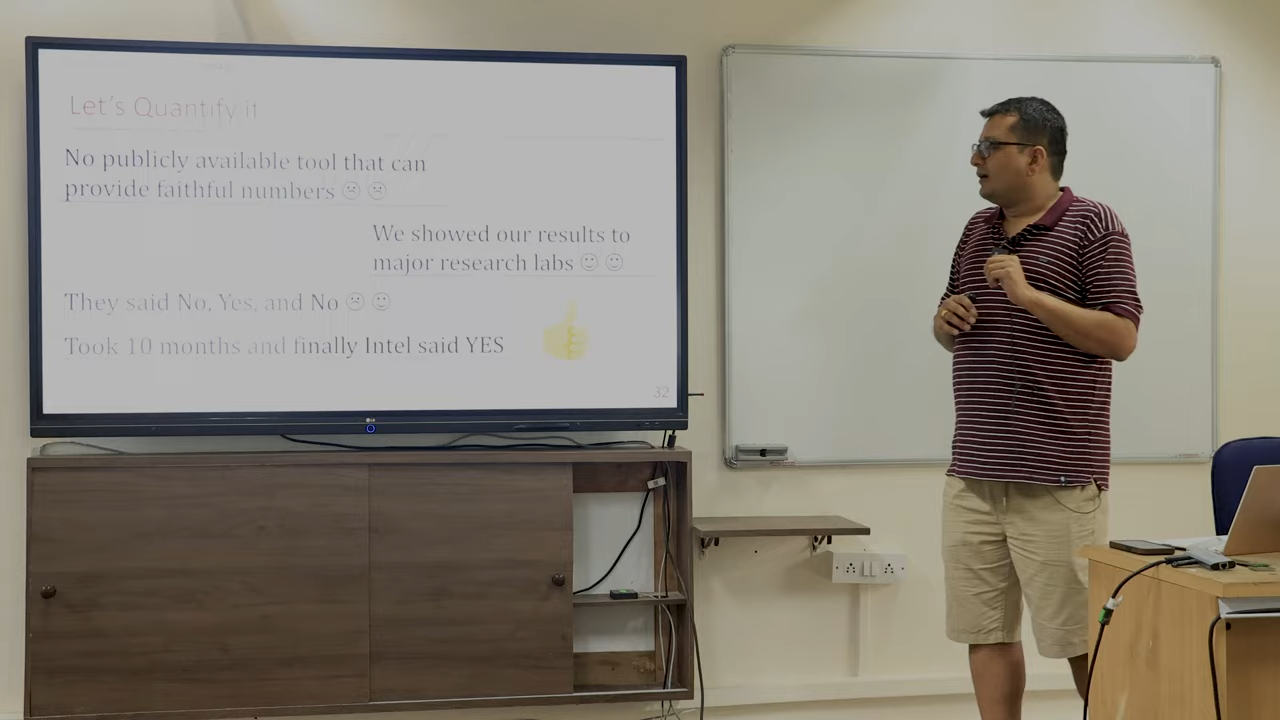 Let's Quantify it
No publicly available tool that can
provide faithful numbers ☹ ☹
We showed our results to
major research labs ☺ ☺
They said No, Yes, and No ☹ ☺
Took 10 months and finally Intel said YES
32
LG